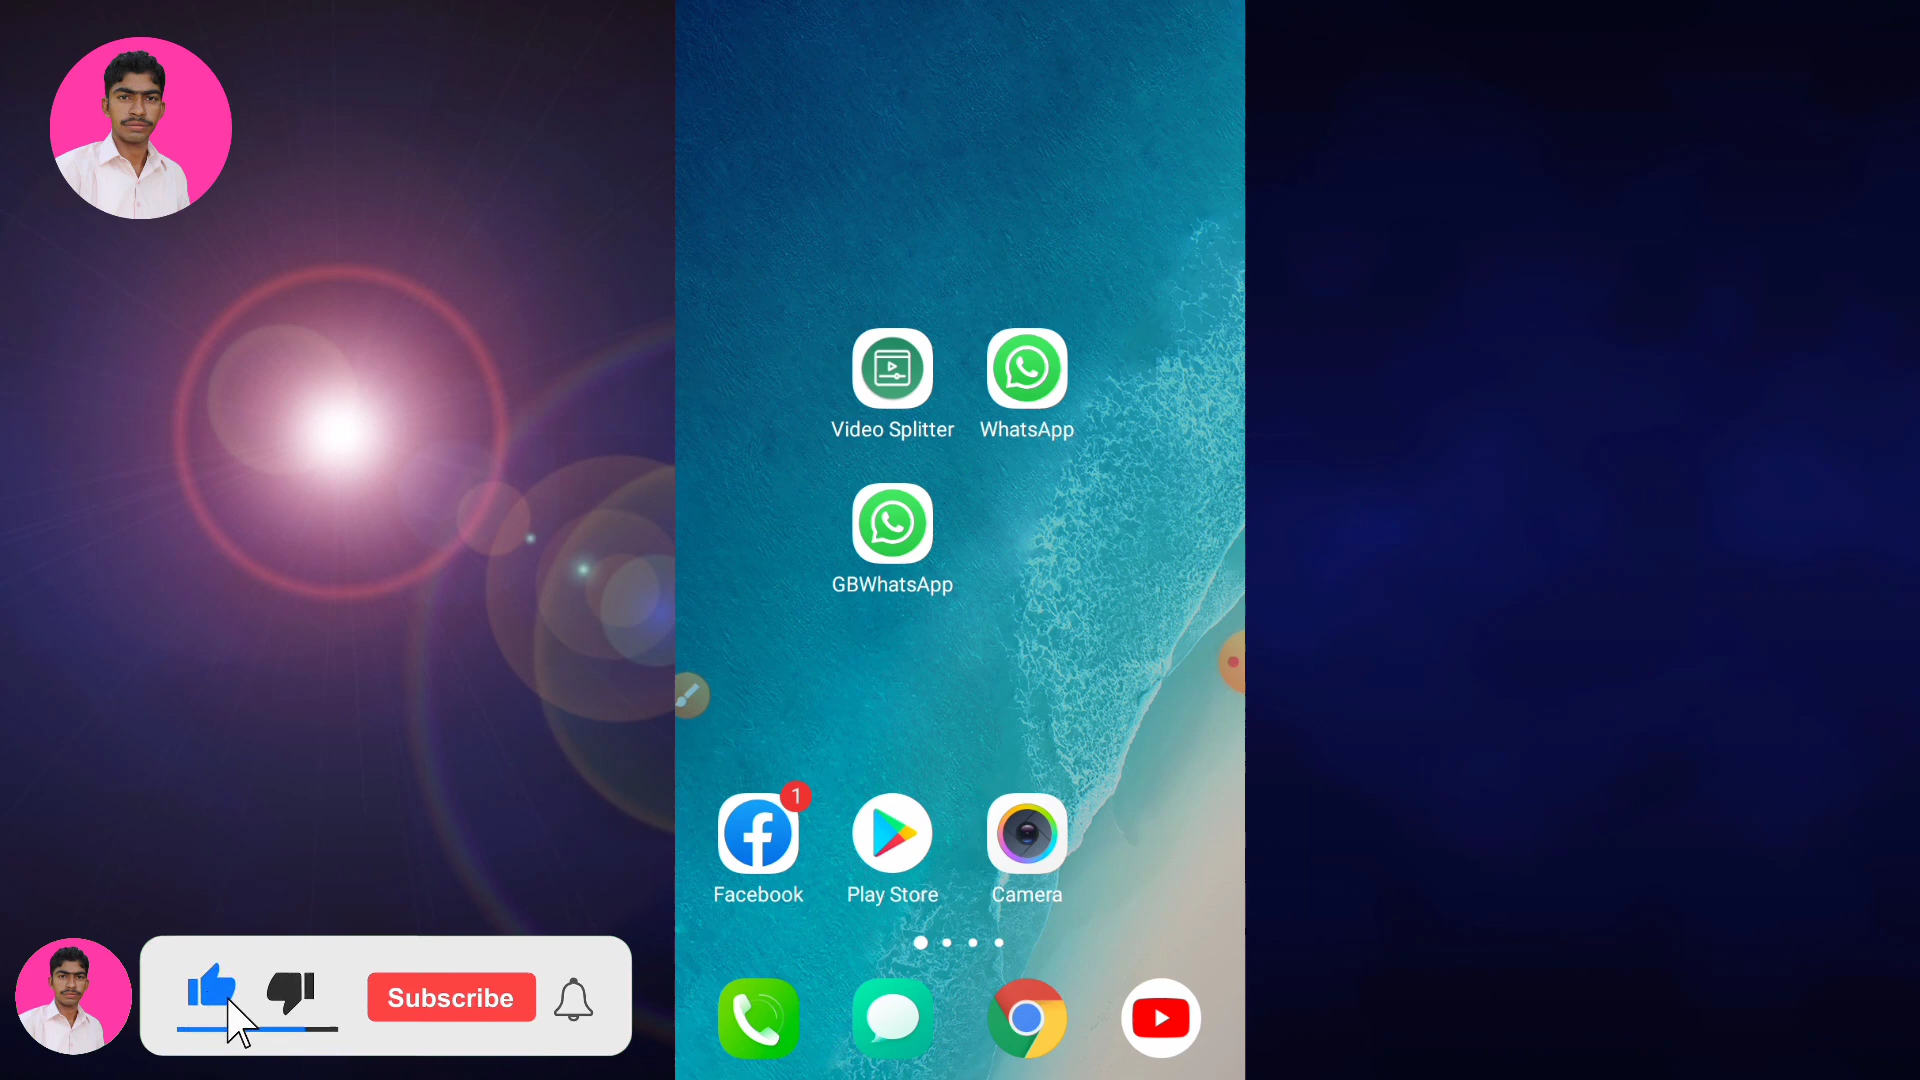 Video Splitter
WhatsApp
GBWhatsApp
1
Facebook
Play Store
Camera
Subscribe